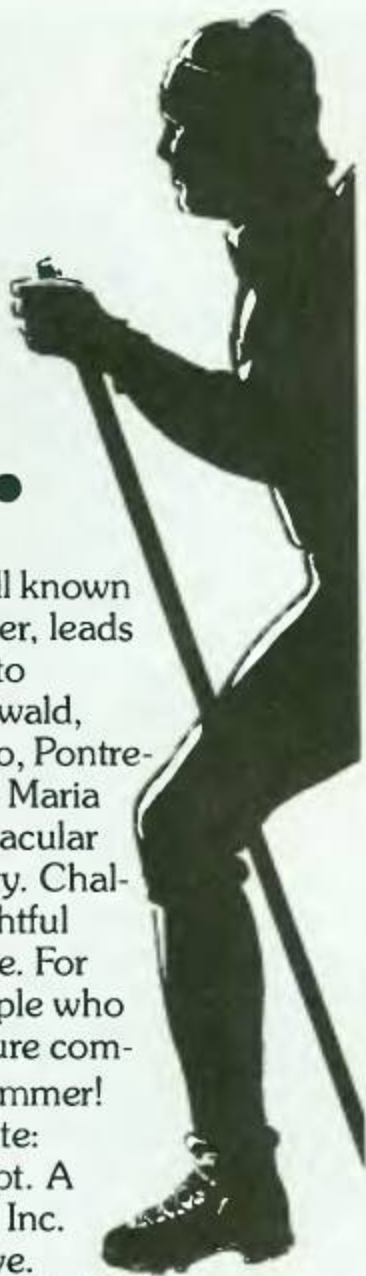 ll known
er, leads
to
wald,
o, Pontre-
Maria
acular
y. Chal-
htful
e. For
ple who
ure com-
mmer!
te:
ot. A
Inc.
ve.